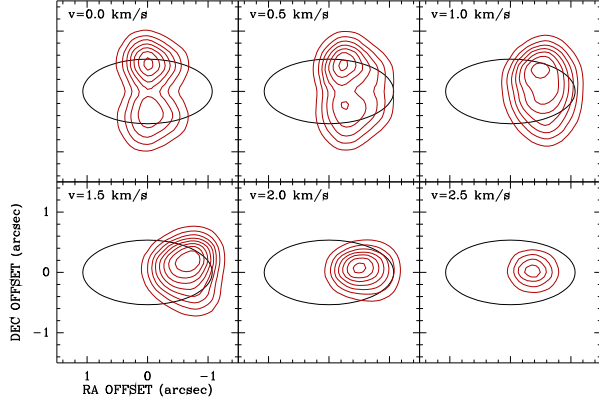 v=0.0 km/s
v=0.5 km/s
v=1.0 km/s
v=1.5 km/s
v=2.0 km/s
v=2.5 km/s
DEC OFFSET (arcsec)
1
0
−1
1 0 −1
RA OFFSET (arcsec)